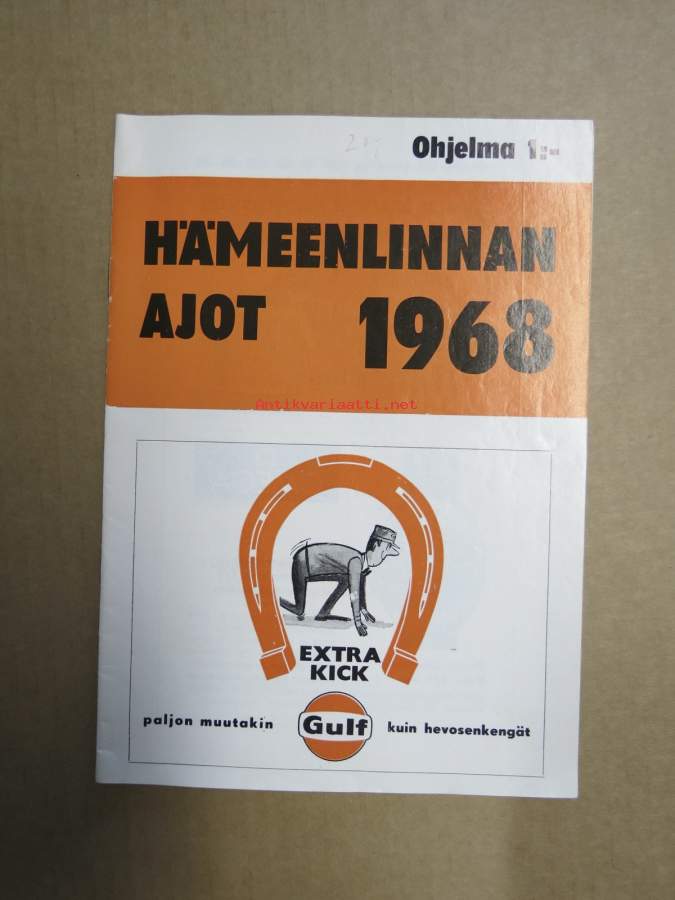 Ohjelma 1:-
HÄMEENLINNAN
AJOT 1968
Antikvariaatti.net
EXTRA
KICK
paljon muutakin Gulf kuin hevosenkengät